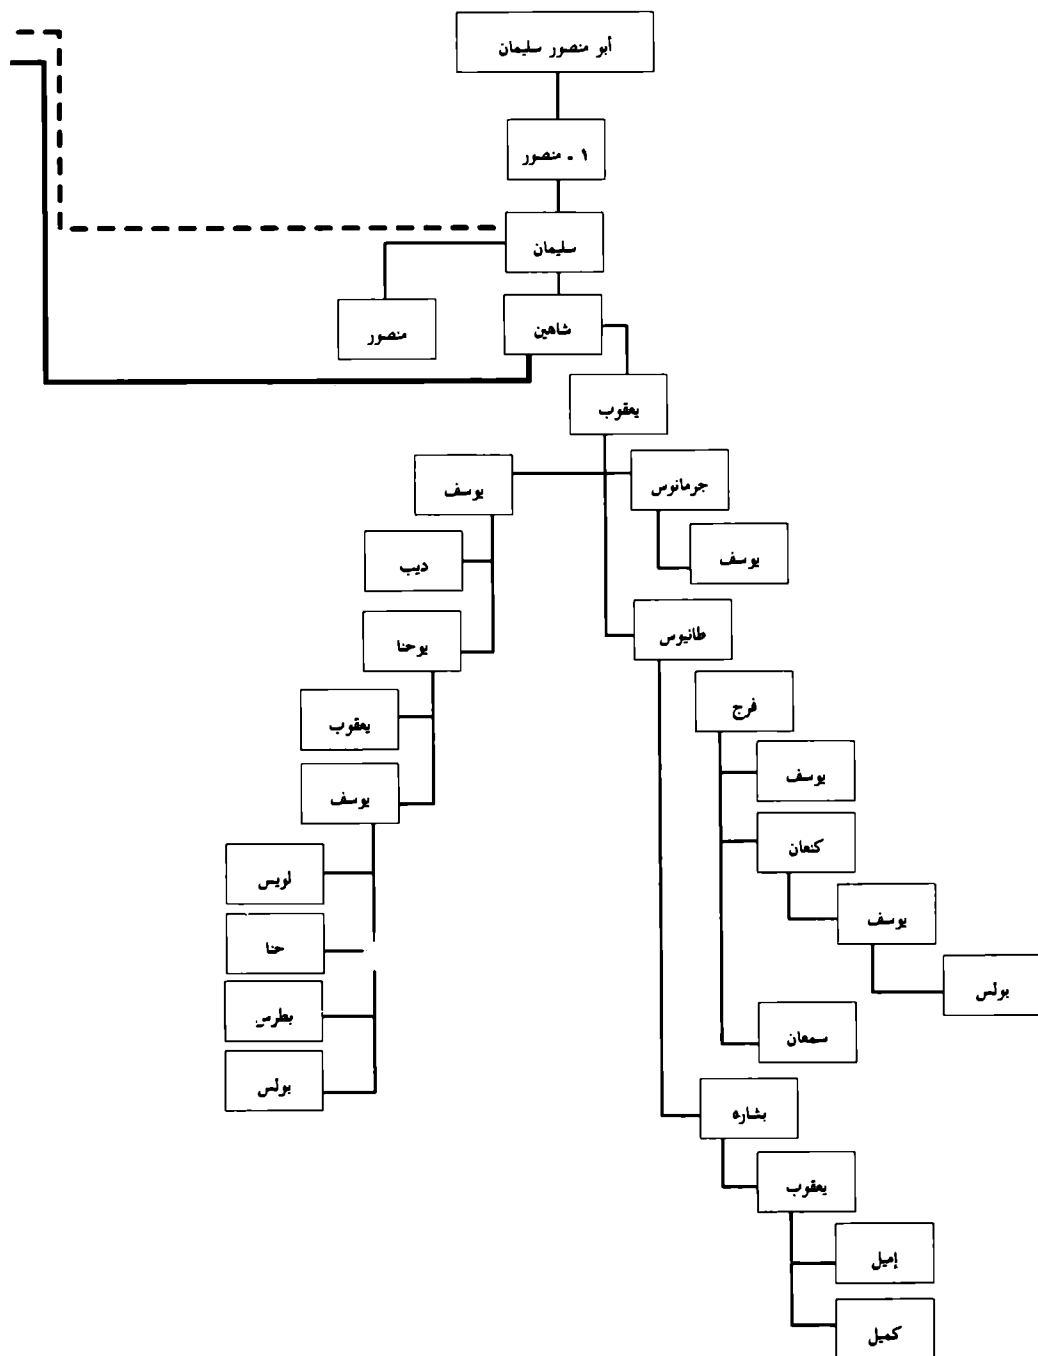 أبو منصور سليمان
١ - منصور
سليمان
منصور
شاهين
يعقوب
جرمانوس
يوسف
يوسف
ديب
يوحنا
طانيوس
فرج
يعقوب
يوسف
يوسف
كنعان
لويس
يوسف
حنا
بولس
بطرس
سمعان
بولس
بشاره
يعقوب
إميل
كميل